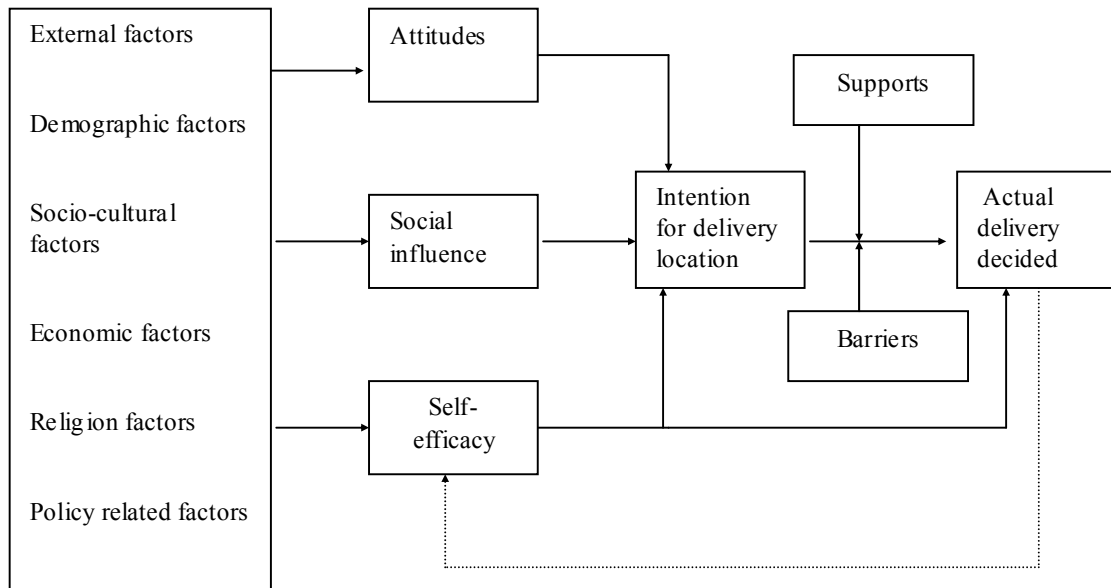 External factors
Demographic factors
Socio-cultural
factors
Economic factors
Religion factors
Policy related factors
Attitudes
Social
influence
Self-
efficacy
Intention
for delivery
location
Supports
Barriers
Actual
delivery
decided